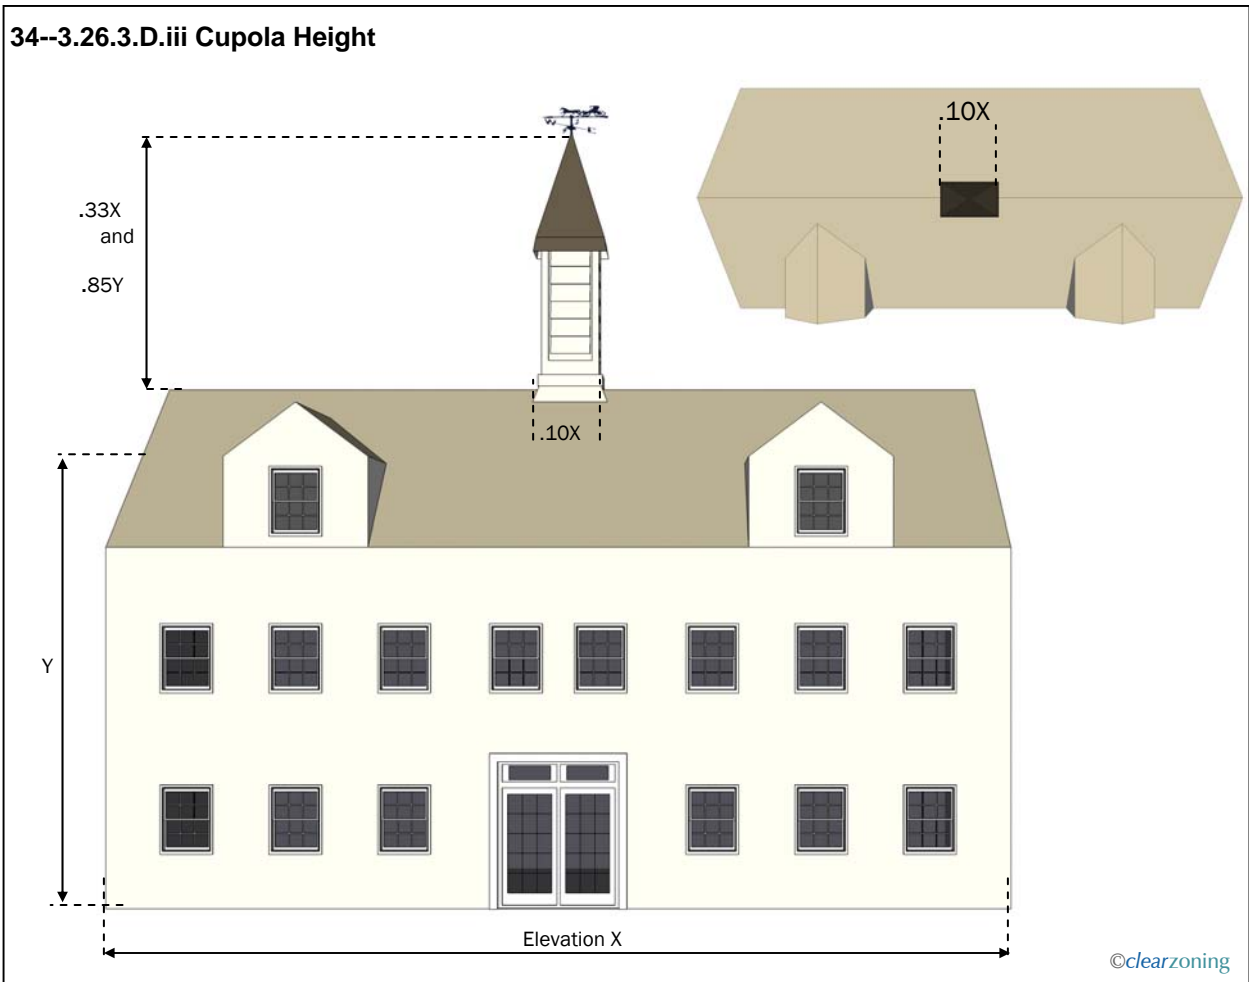 34--3.26.3.D.iii Cupola Height
.10X
W
.33X
and
.85Y
.10X
Y
Elevation X
©clearzoning